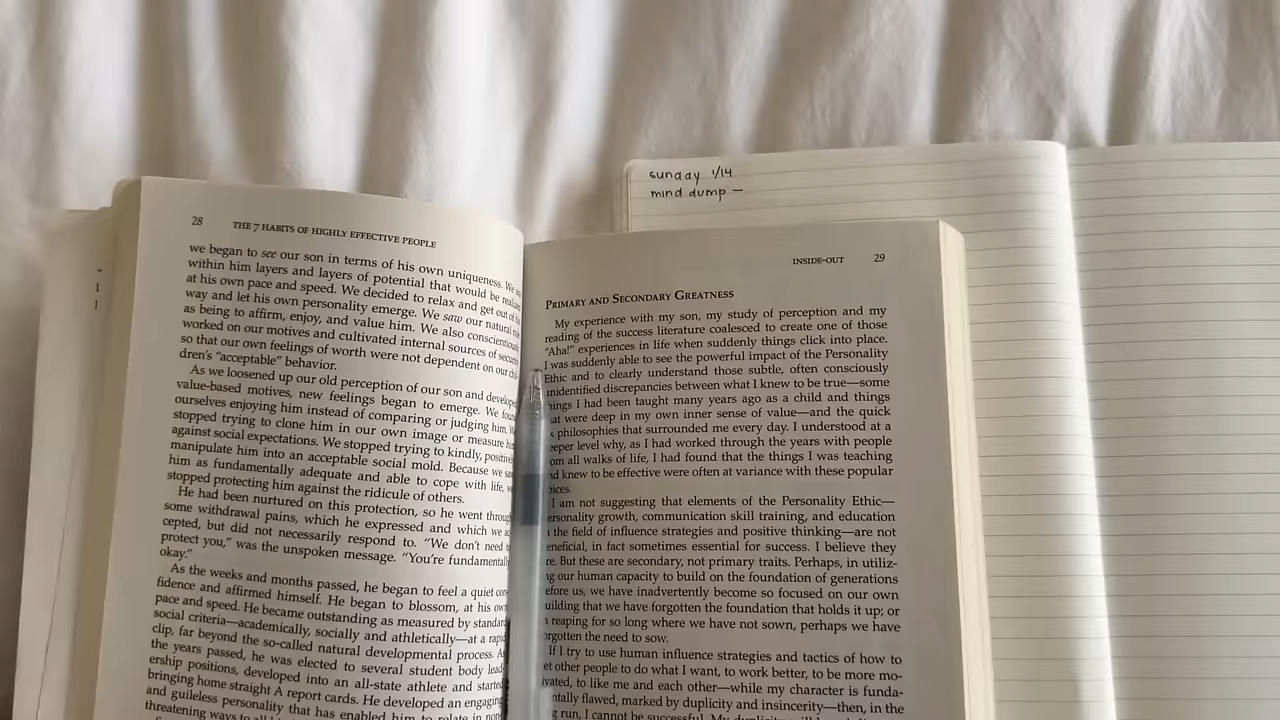 sunday 1/14
mind dump —
28 THE 7 HABITS OF HIGHLY EFFECTIVE PEOPLE
we began to see our son in terms of his own uniqueness. We
within him layers and layers of potential that would be
at his own pace and speed. We decided to relax and get out of
way and let his own personality emerge. We saw our natural
as being to affirm, enjoy, and value him. We also
worked on our motives and cultivated internal sources of
so that our own feelings of worth were not dependent on our
dren's "acceptable" behavior.
As we loosened up our old perception of our son and
value-based motives, new feelings began to emerge. We
ourselves enjoying him instead of comparing or judging him.
stopped trying to clone him in our own image or measure
against social expectations. We stopped trying to kindly,
manipulate him into an acceptable social mold. Because we
him as fundamentally adequate and able to cope with life,
stopped protecting him against the ridicule of others.
He had been nurtured on this protection, so he went
some withdrawal pains, which he expressed and which we
cepted, but did not necessarily respond to. "We don't need
protect you," was the unspoken message. "You're
okay."
As the weeks and months passed, he began to feel a quiet con-
fidence and affirmed himself. He began to blossom, at his own
pace and speed. He became outstanding as measured by standard
social criteria—academically, socially and athletically—at a rapid
clip, far beyond the so-called natural developmental process. As
the years passed, he was elected to several student body
ership positions, developed into an all-state athlete and started
bringing home straight A report cards. He developed an engaging
and guileless personality that has enabled him to relate in
threatening ways to all
INSIDE-OUT 29
PRIMARY AND SECONDARY GREATNESS
My experience with my son, my study of perception and my
reading of the success literature coalesced to create one of those
"Aha!" experiences in life when suddenly things click into place.
I was suddenly able to see the powerful impact of the Personality
Ethic and to clearly understand those subtle, often consciously
unidentified discrepancies between what I knew to be true—some
things I had been taught many years ago as a child and things
were deep in my own inner sense of value—and the quick
philosophies that surrounded me every day. I understood at a
level why, as I had worked through the years with people
all walks of life, I had found that the things I was teaching
knew to be effective were often at variance with these popular
I am not suggesting that elements of the Personality Ethic—
personality growth, communication skill training, and education
the field of influence strategies and positive thinking—are not
beneficial, in fact sometimes essential for success. I believe they
But these are secondary, not primary traits. Perhaps, in utiliz-
our human capacity to build on the foundation of generations
before us, we have inadvertently become so focused on our own
building that we have forgotten the foundation that holds it up; or
reaping for so long where we have not sown, perhaps we have
forgotten the need to sow.
If I try to use human influence strategies and tactics of how to
other people to do what I want, to work better, to be more mo-
to like me and each other—while my character is funda-
flawed, marked by duplicity and insincerity—then, in the
run, I cannot be successful. My duplicity